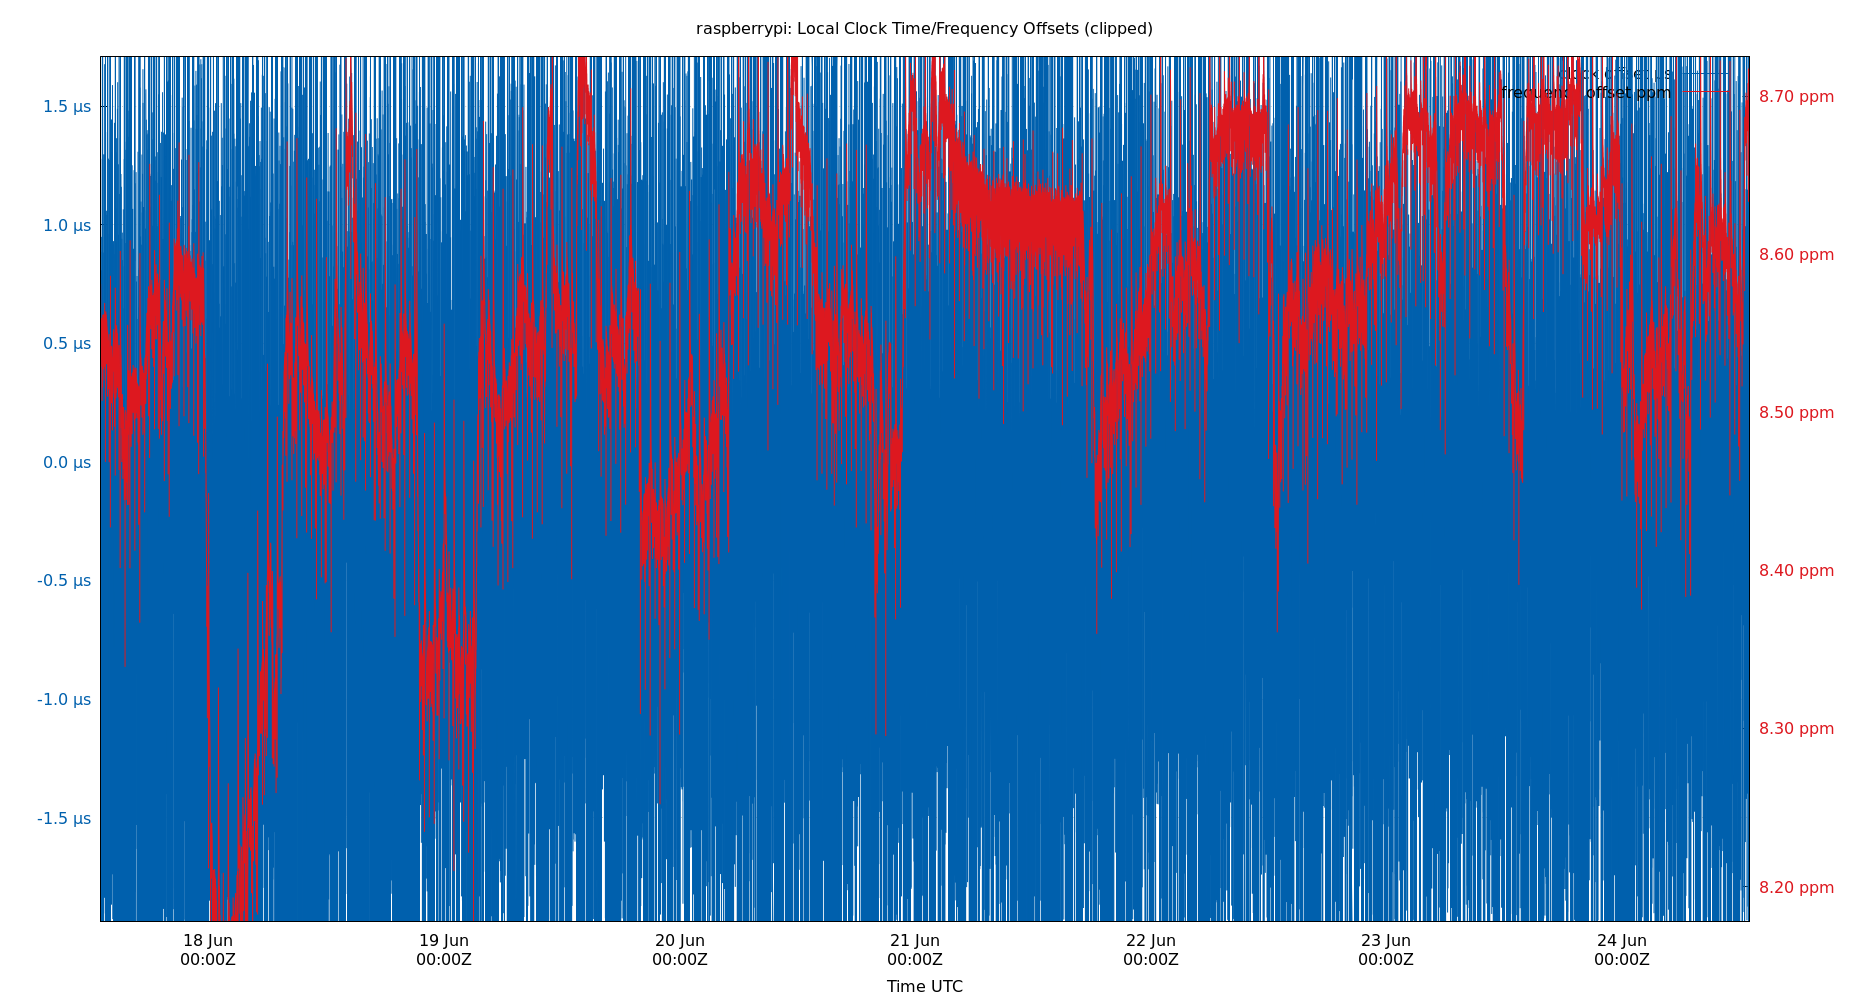 raspberrypi: Local Clock Time/Frequency Offsets (clipped)
clock offset µs
frequency offset ppm
1.5 µs
1.0 µs
0.5 µs
0.0 µs
-0.5 µs
-1.0 µs
-1.5 µs
8.70 ppm
8.60 ppm
8.50 ppm
8.40 ppm
8.30 ppm
8.20 ppm
18 Jun 19 Jun 20 Jun 21 Jun 22 Jun 23 Jun 24 Jun
00:00Z 00:00Z 00:00Z 00:00Z 00:00Z 00:00Z 00:00Z
Time UTC